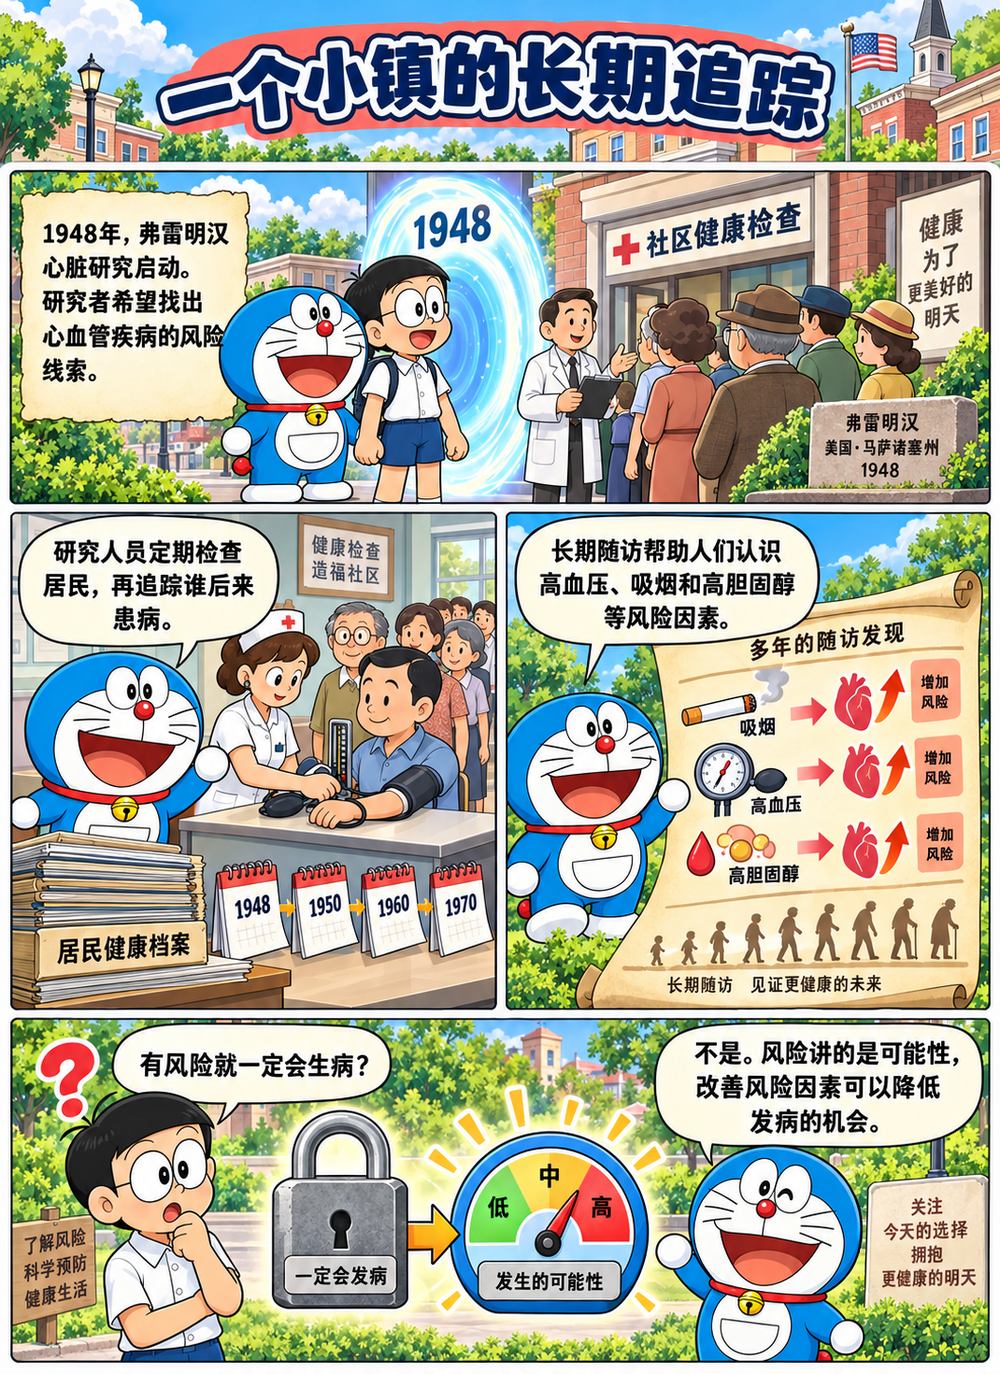 一个小镇的长期追踪
1948年，弗雷明汉
心脏研究启动。
研究者希望找出
心血管疾病的风险
线索。
1948
社区健康检查
健康
为了
更美好的
明天
弗雷明汉
美国·马萨诸塞州
1948
研究人员定期检查
居民，再追踪谁后来
患病。
健康检查
造福社区
居民健康档案
1948
1950
1960
1970
长期随访帮助人们认识
高血压、吸烟和高胆固醇
等风险因素。
多年的随访发现
吸烟
增加
风险
高血压
增加
风险
高胆固醇
增加
风险
长期随访 见证更健康的未来
?
有风险就一定会生病？
不是。风险讲的是可能性，
改善风险因素可以降低
发病的机会。
了解风险
科学预防
健康生活
一定会发病
低
中
高
发生的可能性
关注
今天的选择
拥抱
更健康的明天